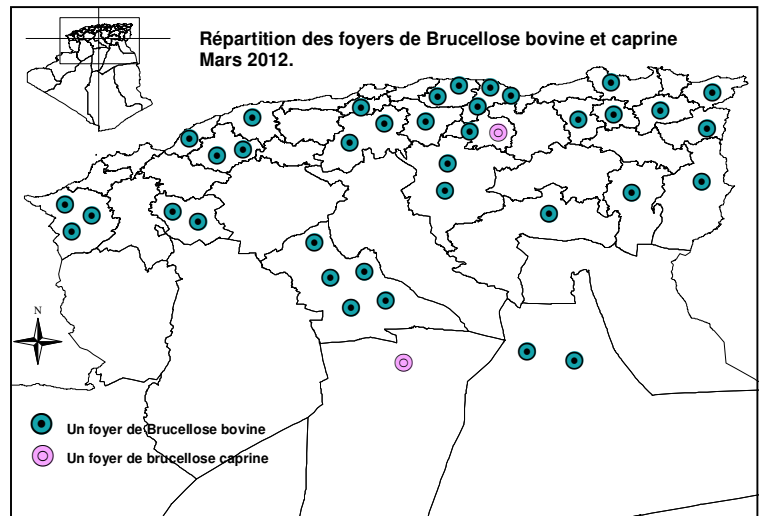 Répartition des foyers de Brucellose bovine et caprine
Mars 2012.
N
Un foyer de Brucellose bovine
Un foyer de brucellose caprine